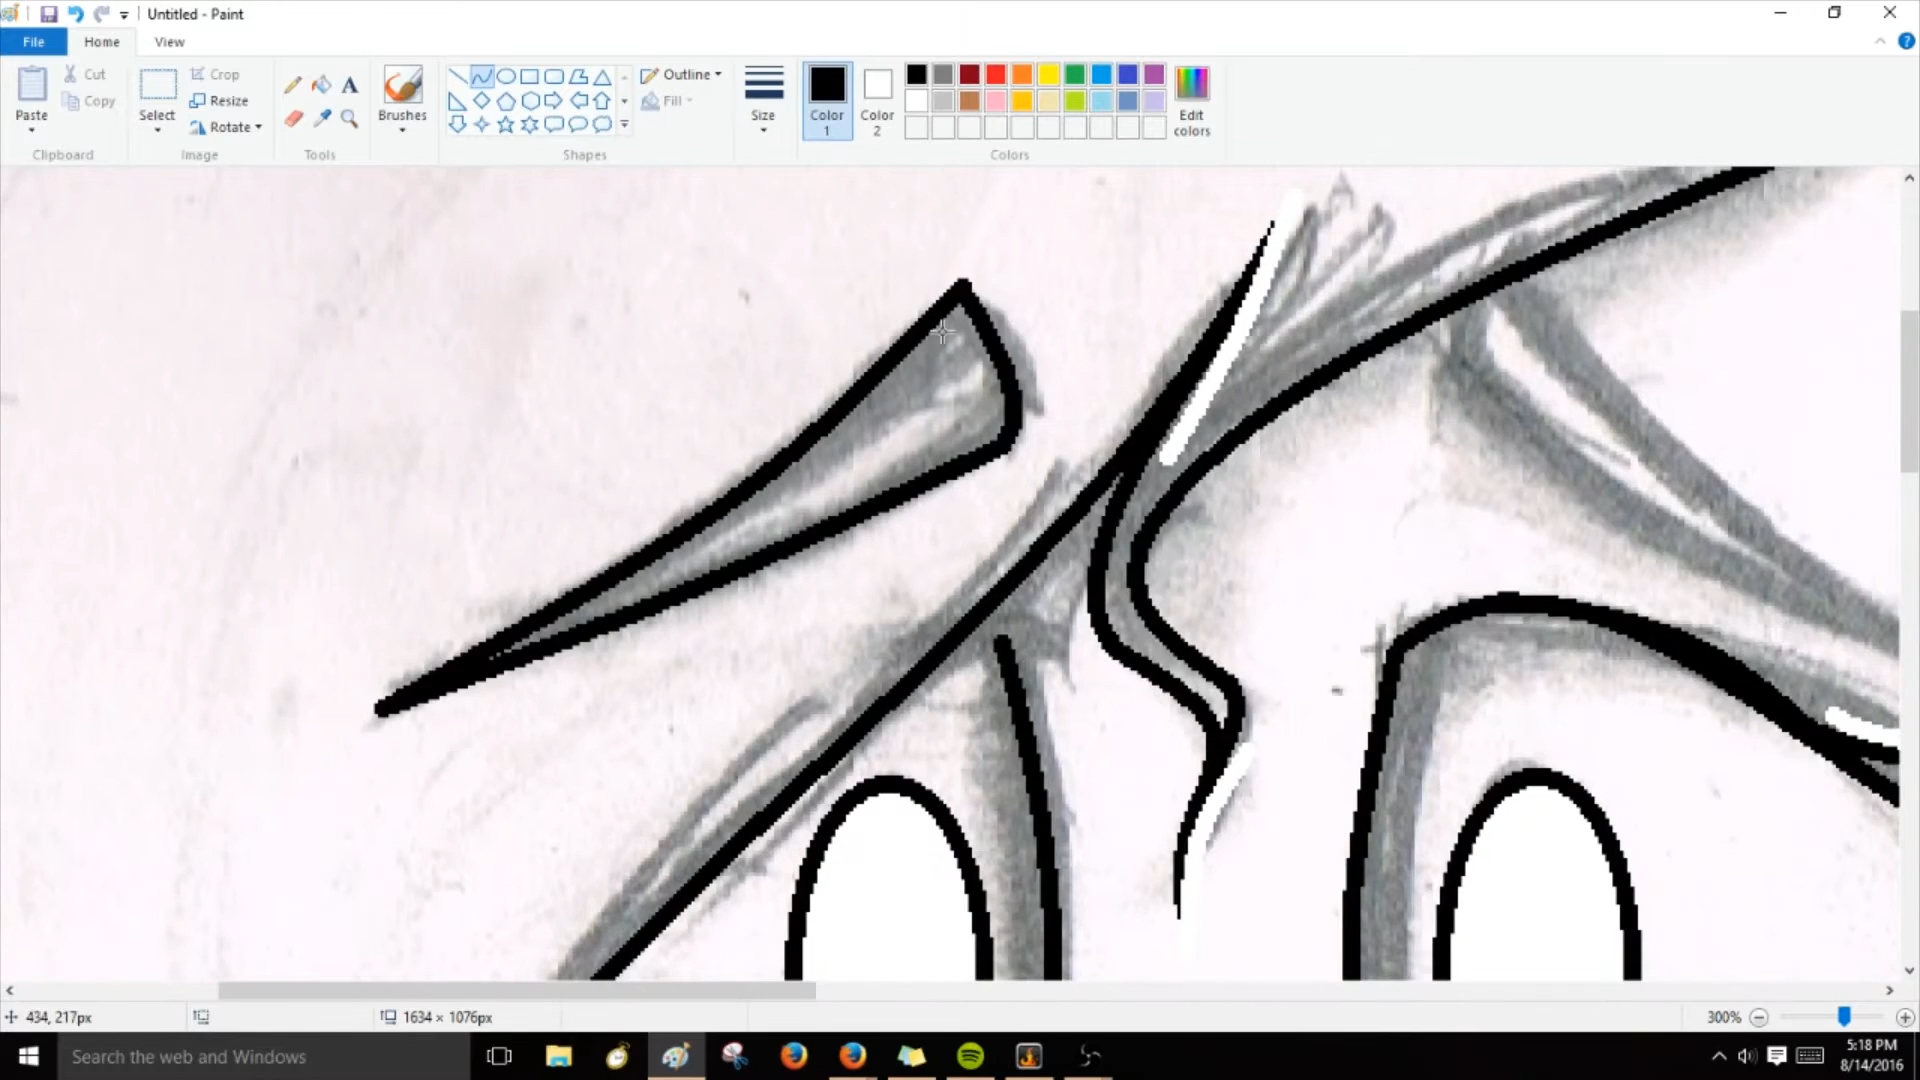 Untitled - Paint
File Home View
Paste
Cut
Copy
Clipboard
Select
Crop
Resize
Rotate
Image
A
Tools
Brushes
Shapes
Outline
Fill
Size
Color 1
Color 2
Colors
Edit colors
434, 217px
1634 × 1076px
300%
Search the web and Windows
5:18 PM
8/14/2016